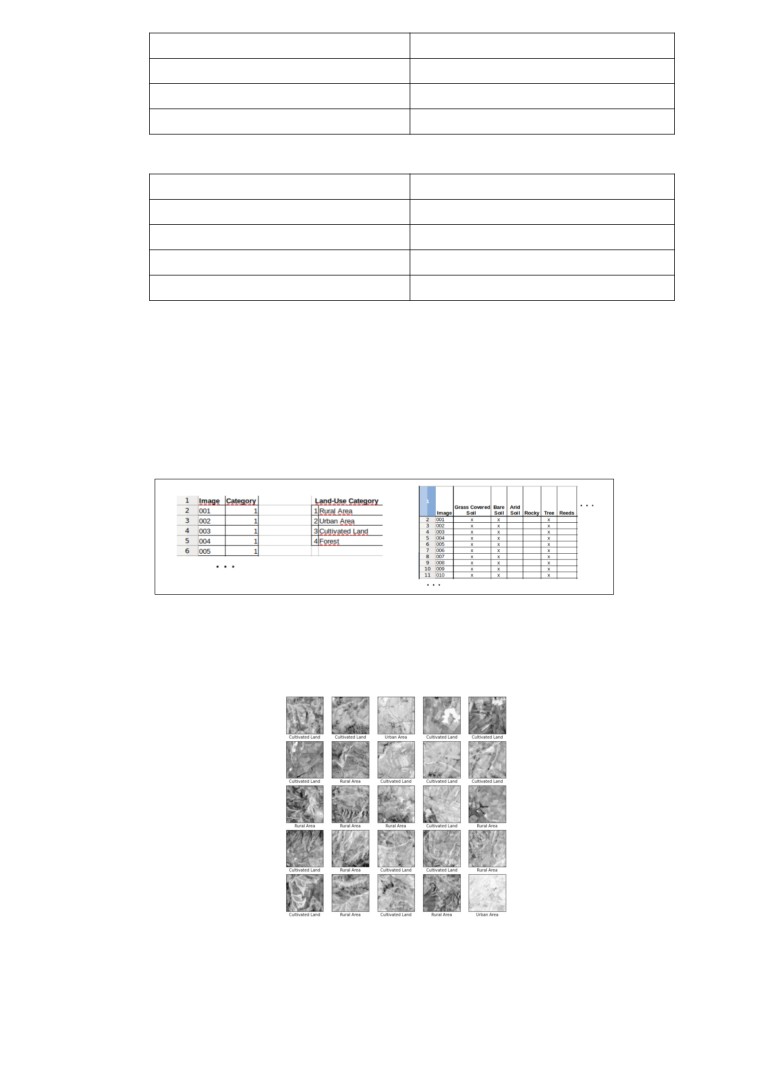 1 Image Category Land-Use Category
2 001 1 1 Rural Area
3 002 1 2 Urban Area
4 003 1 3 Cultivated Land
5 004 1 4 Forest
6 005 1
. . .
1 Image Grass Covered Soil Bare Soil Arid Soil Rocky Tree Reeds . . .
2 001 x x x
3 002 x x x
4 003 x x x
5 004 x x x
6 005 x x x
7 006 x x x
8 007 x x x
9 008 x x x
10 009 x x x
11 010 x x x
. . .
Cultivated Land Cultivated Land Urban Area Cultivated Land Cultivated Land
Cultivated Land Rural Area Cultivated Land Cultivated Land Cultivated Land
Rural Area Rural Area Rural Area Cultivated Land Rural Area
Cultivated Land Rural Area Cultivated Land Cultivated Land Rural Area
Cultivated Land Rural Area Cultivated Land Rural Area Urban Area